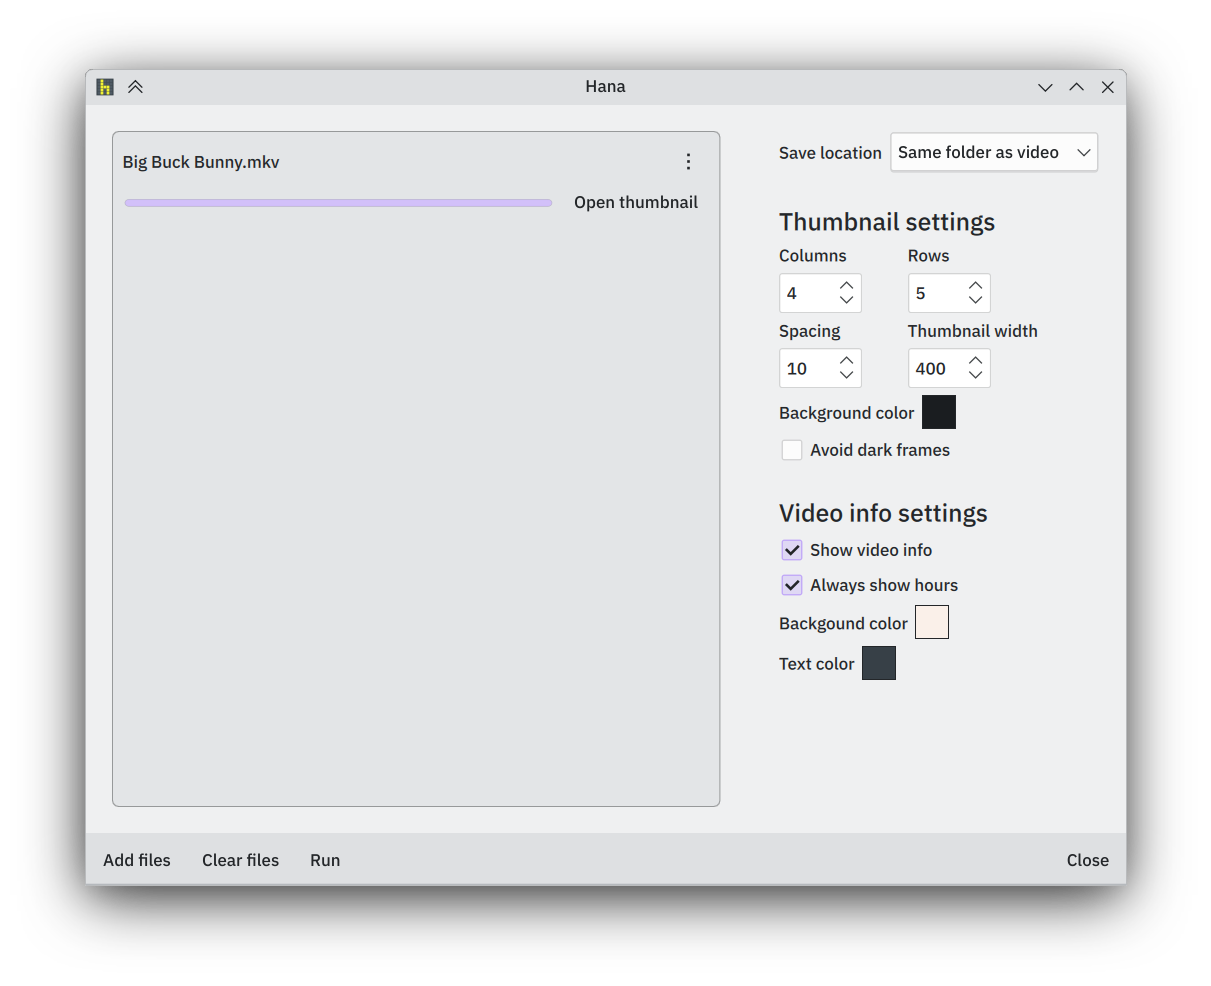 Hana
Big Buck Bunny.mkv
Open thumbnail
Save location Same folder as video
Thumbnail settings
Columns Rows
4 5
Spacing Thumbnail width
10 400
Background color
Avoid dark frames
Video info settings
Show video info
Always show hours
Backgound color
Text color
Add files Clear files Run Close